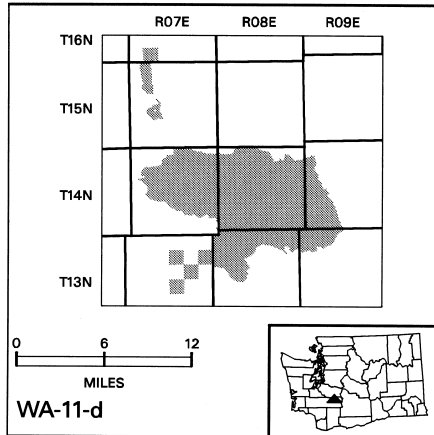 R07E R08E R09E
T16N
T15N
T14N
T13N
0 6 12
MILES
WA-11-d